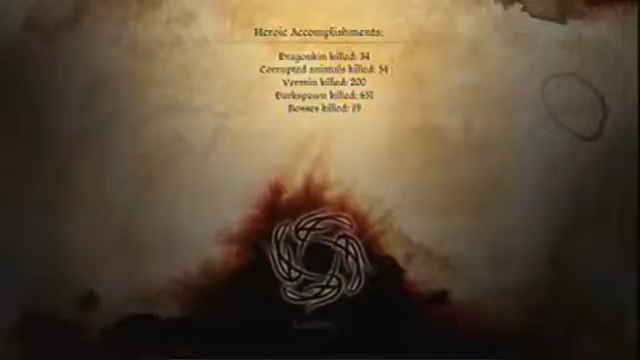 Heroic Accomplishments:
Dragonkin killed: 34
Corrupted animals killed: 54
Vermin killed: 200
Darkspawn killed: 651
Bosses killed: 19